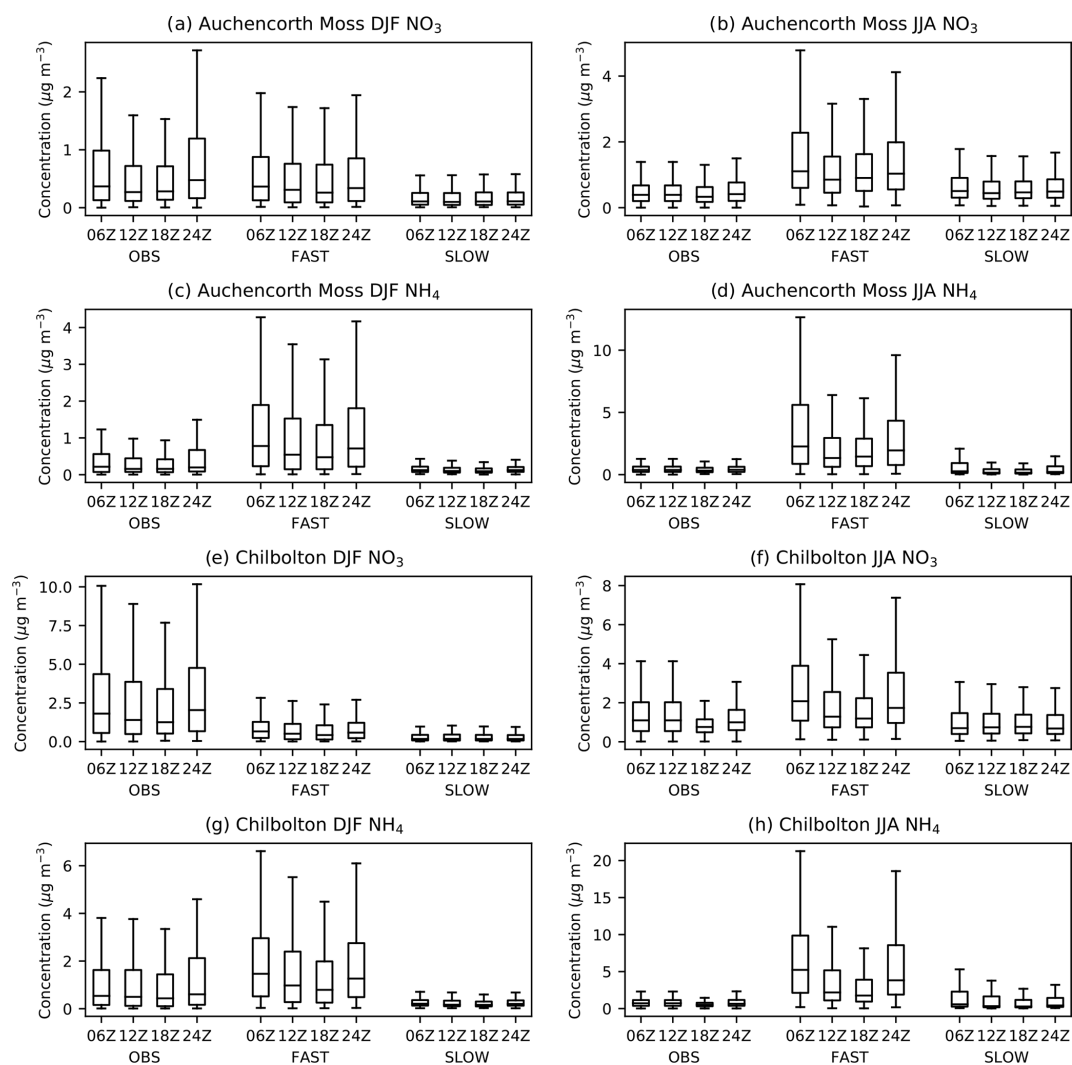 (a) Auchencorth Moss DJF NO₃
Concentration (μg m⁻³)
2
1
0
06Z 12Z 18Z 24Z 06Z 12Z 18Z 24Z 06Z 12Z 18Z 24Z
OBS FAST SLOW
(b) Auchencorth Moss JJA NO₃
Concentration (μg m⁻³)
4
2
0
06Z 12Z 18Z 24Z 06Z 12Z 18Z 24Z 06Z 12Z 18Z 24Z
OBS FAST SLOW
(c) Auchencorth Moss DJF NH₄
Concentration (μg m⁻³)
4
3
2
1
0
06Z 12Z 18Z 24Z 06Z 12Z 18Z 24Z 06Z 12Z 18Z 24Z
OBS FAST SLOW
(d) Auchencorth Moss JJA NH₄
Concentration (μg m⁻³)
10
5
0
06Z 12Z 18Z 24Z 06Z 12Z 18Z 24Z 06Z 12Z 18Z 24Z
OBS FAST SLOW
(e) Chilbolton DJF NO₃
Concentration (μg m⁻³)
10.0
7.5
5.0
2.5
0.0
06Z 12Z 18Z 24Z 06Z 12Z 18Z 24Z 06Z 12Z 18Z 24Z
OBS FAST SLOW
(f) Chilbolton JJA NO₃
Concentration (μg m⁻³)
8
6
4
2
0
06Z 12Z 18Z 24Z 06Z 12Z 18Z 24Z 06Z 12Z 18Z 24Z
OBS FAST SLOW
(g) Chilbolton DJF NH₄
Concentration (μg m⁻³)
6
4
2
0
06Z 12Z 18Z 24Z 06Z 12Z 18Z 24Z 06Z 12Z 18Z 24Z
OBS FAST SLOW
(h) Chilbolton JJA NH₄
Concentration (μg m⁻³)
20
15
10
5
0
06Z 12Z 18Z 24Z 06Z 12Z 18Z 24Z 06Z 12Z 18Z 24Z
OBS FAST SLOW